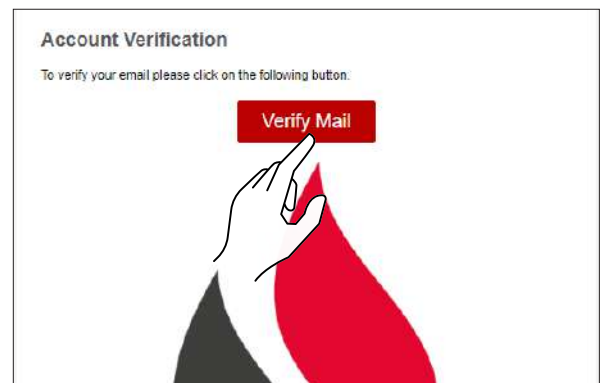 Account Verification
To verify your email please click on the following button.
Verify Mail